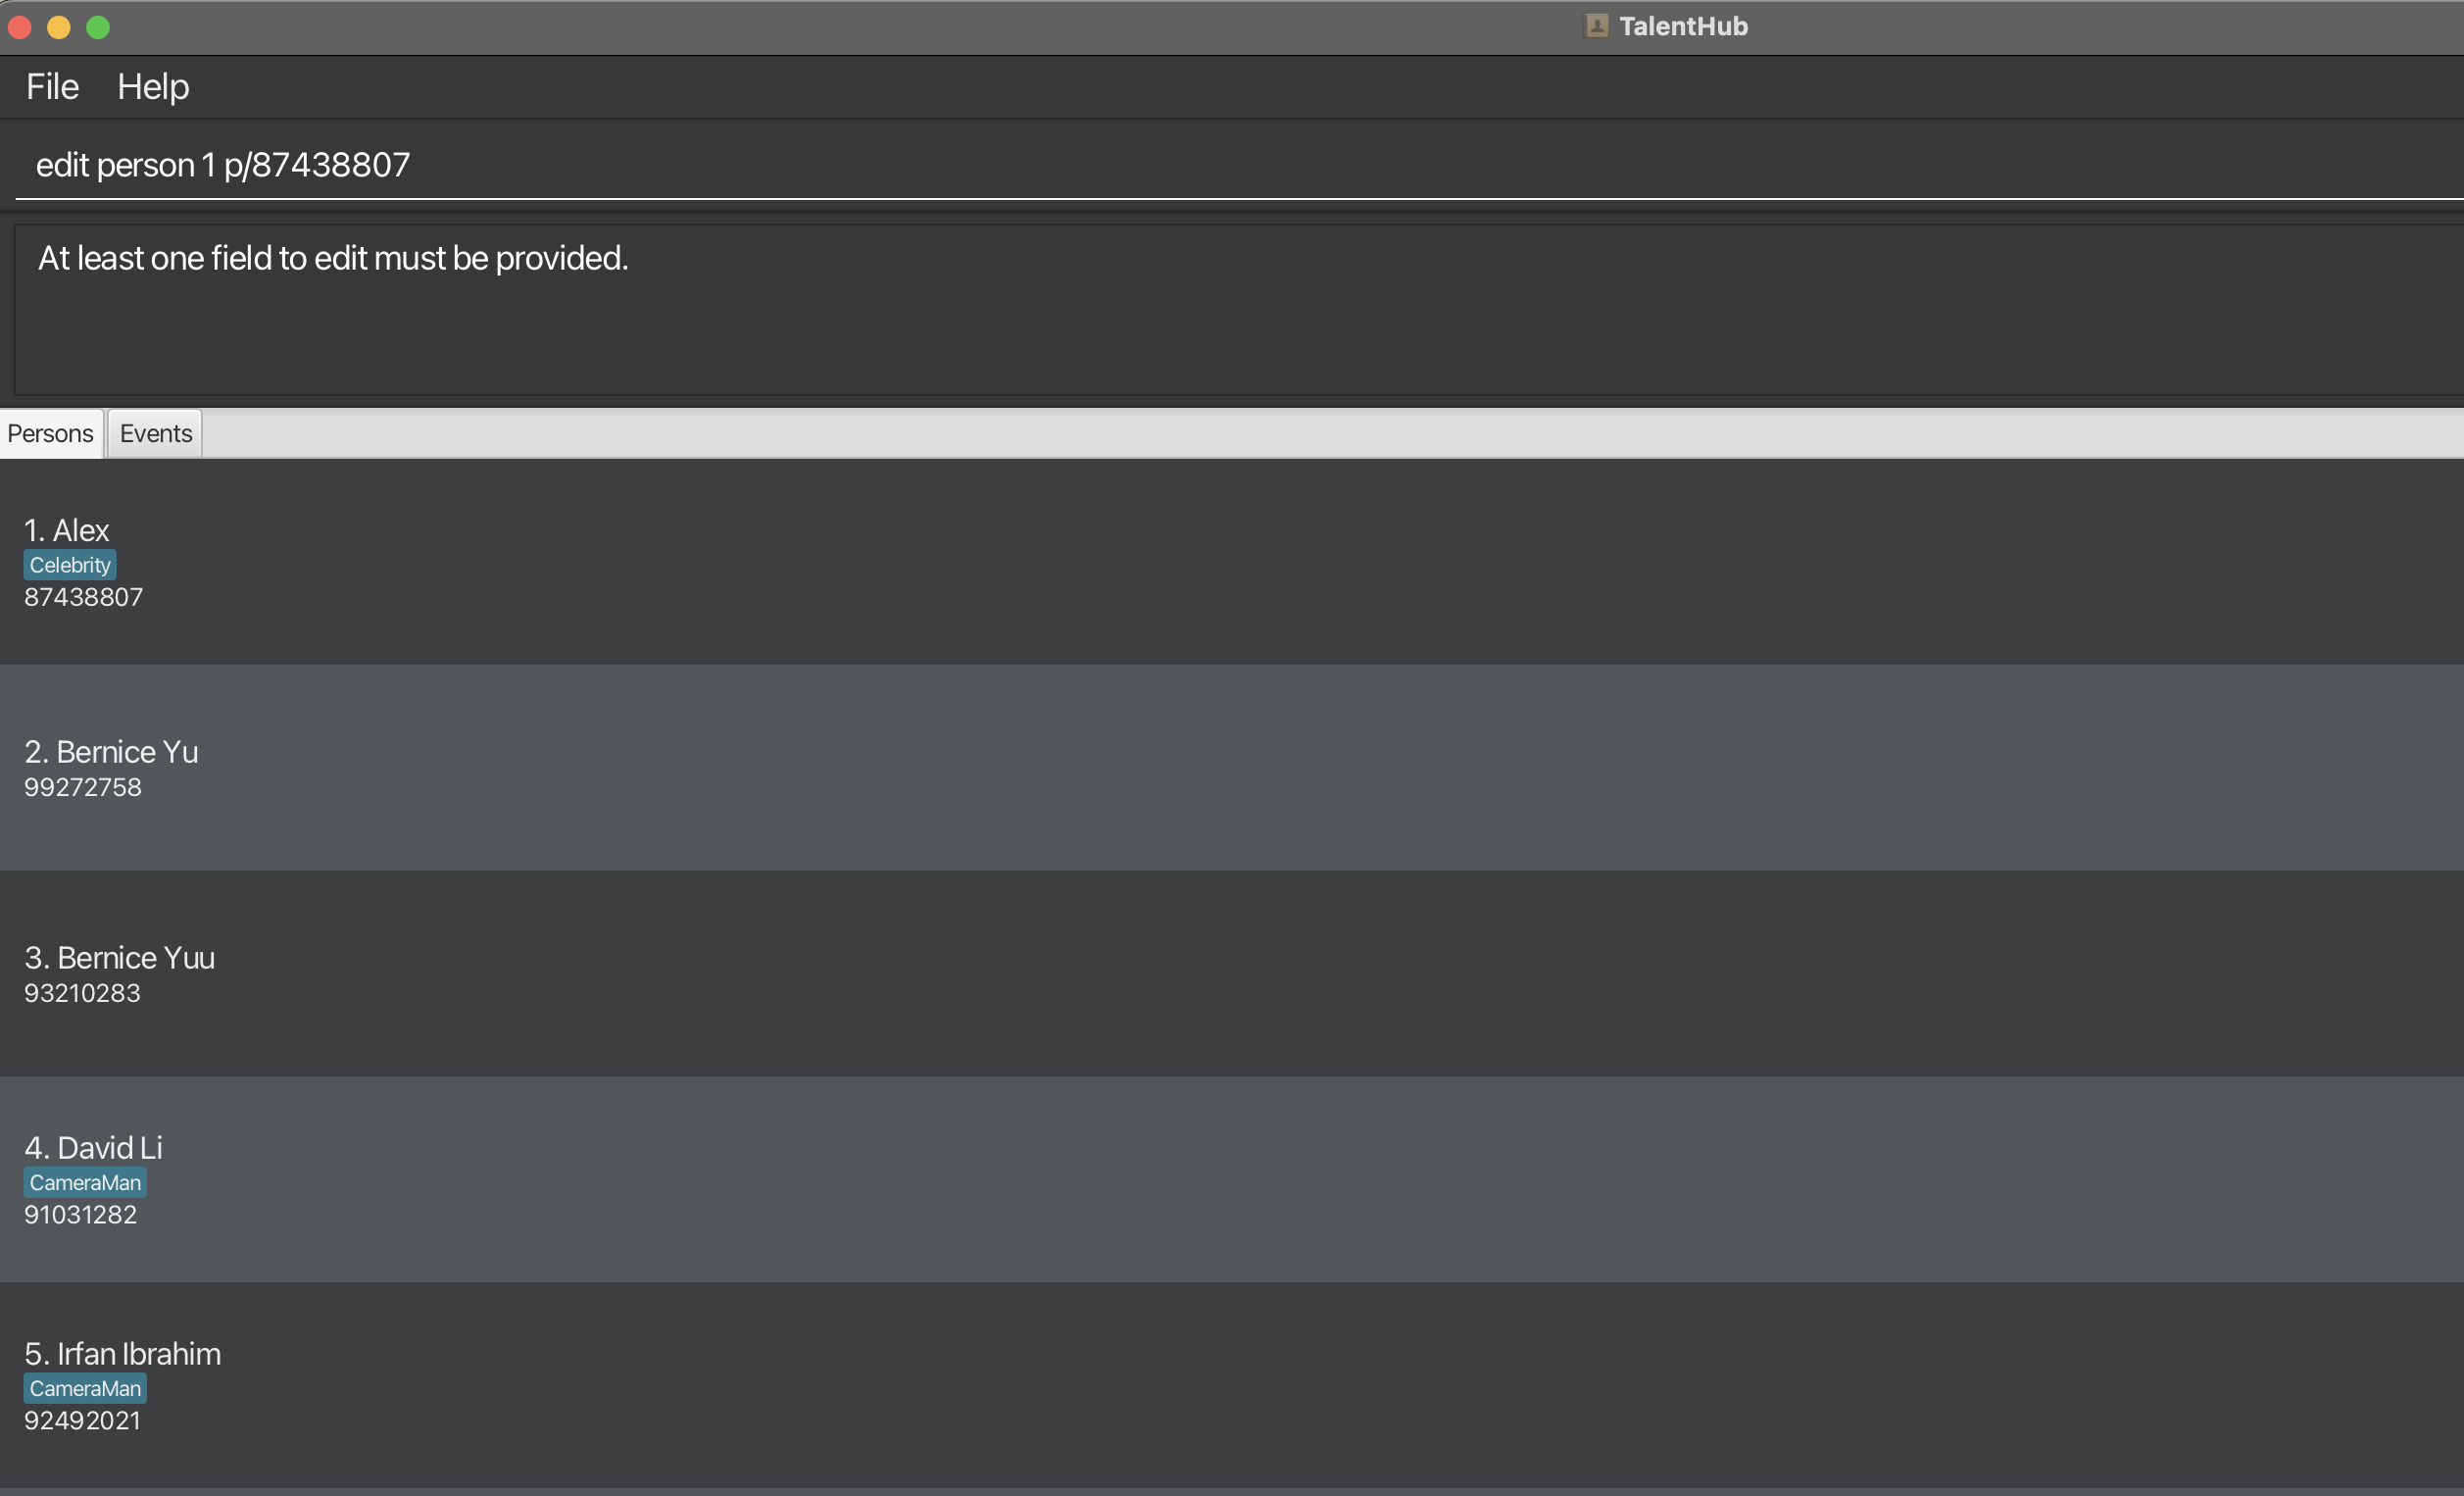 TalentHub
File Help
edit person 1 p/87438807
At least one field to edit must be provided.
Persons Events
1. Alex
Celebrity
87438807
2. Bernice Yu
99272758
3. Bernice Yuu
93210283
4. David Li
CameraMan
91031282
5. Irfan Ibrahim
CameraMan
92492021